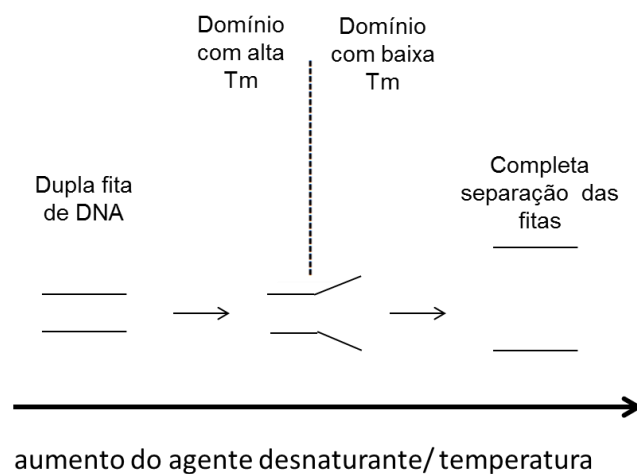 Domínio
com alta
Tm
Domínio
com baixa
Tm
Dupla fita
de DNA
Completa
separação das
fitas
aumento do agente desnaturante/ temperatura